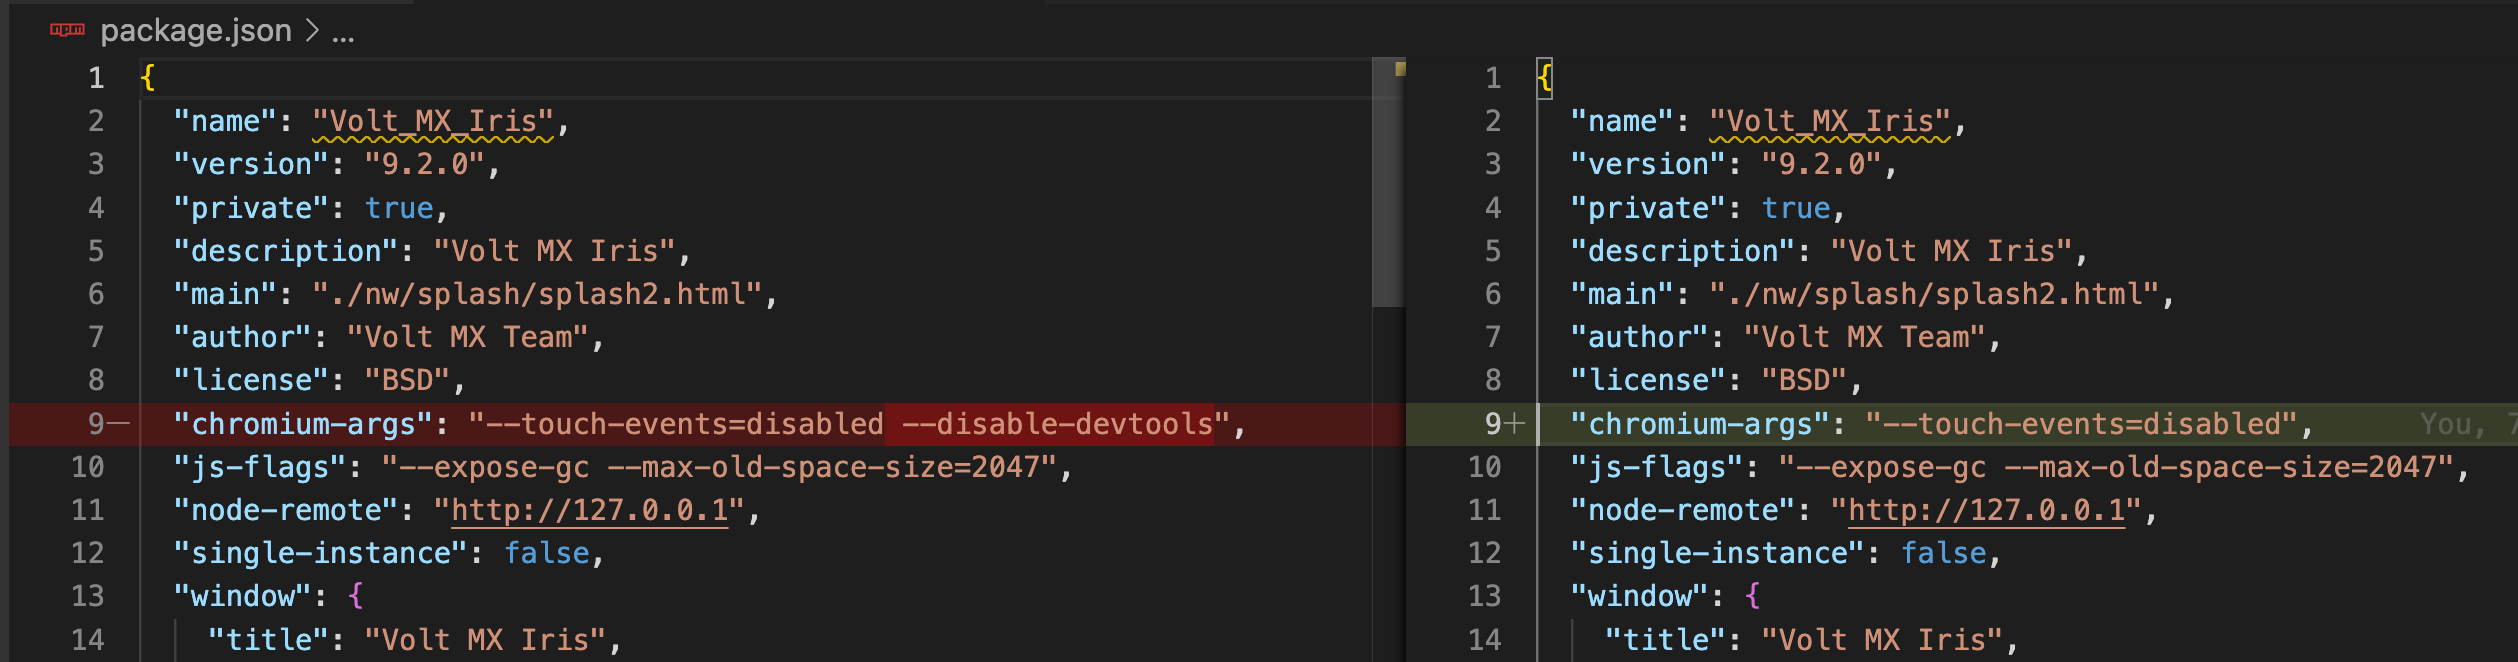 npm package.json > ...
1 {
2 "name": "Volt_MX_Iris",
3 "version": "9.2.0",
4 "private": true,
5 "description": "Volt MX Iris",
6 "main": "./nw/splash/splash2.html",
7 "author": "Volt MX Team",
8 "license": "BSD",
9— "chromium-args": "--touch-events=disabled --disable-devtools",
10 "js-flags": "--expose-gc --max-old-space-size=2047",
11 "node-remote": "http://127.0.0.1",
12 "single-instance": false,
13 "window": {
14 "title": "Volt MX Iris",
1 {
2 "name": "Volt_MX_Iris",
3 "version": "9.2.0",
4 "private": true,
5 "description": "Volt MX Iris",
6 "main": "./nw/splash/splash2.html",
7 "author": "Volt MX Team",
8 "license": "BSD",
9+ "chromium-args": "--touch-events=disabled", You, 7
10 "js-flags": "--expose-gc --max-old-space-size=2047",
11 "node-remote": "http://127.0.0.1",
12 "single-instance": false,
13 "window": {
14 "title": "Volt MX Iris",